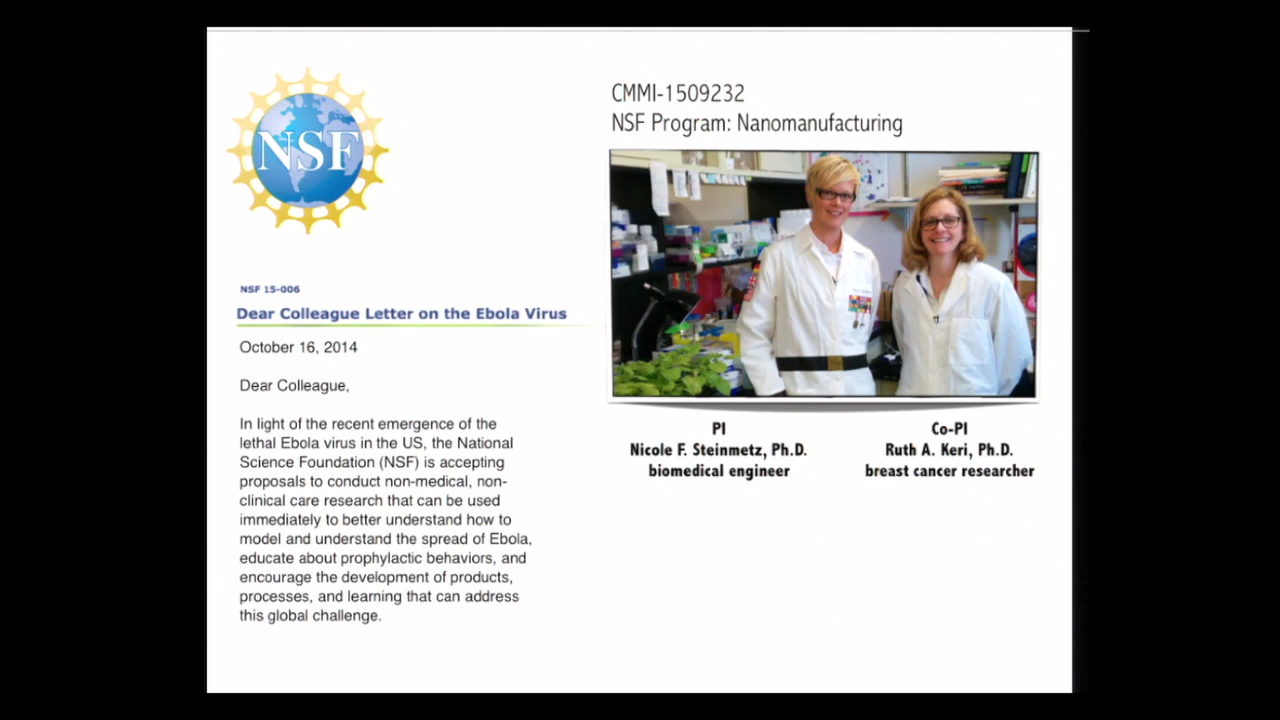 NSF
NSF 15-006
Dear Colleague Letter on the Ebola Virus
October 16, 2014
Dear Colleague,
In light of the recent emergence of the
lethal Ebola virus in the US, the National
Science Foundation (NSF) is accepting
proposals to conduct non-medical, non-
clinical care research that can be used
immediately to better understand how to
model and understand the spread of Ebola,
educate about prophylactic behaviors, and
encourage the development of products,
processes, and learning that can address
this global challenge.
CMMI-1509232
NSF Program: Nanomanufacturing
PI
Nicole F. Steinmetz, Ph.D.
biomedical engineer
Co-PI
Ruth A. Keri, Ph.D.
breast cancer researcher